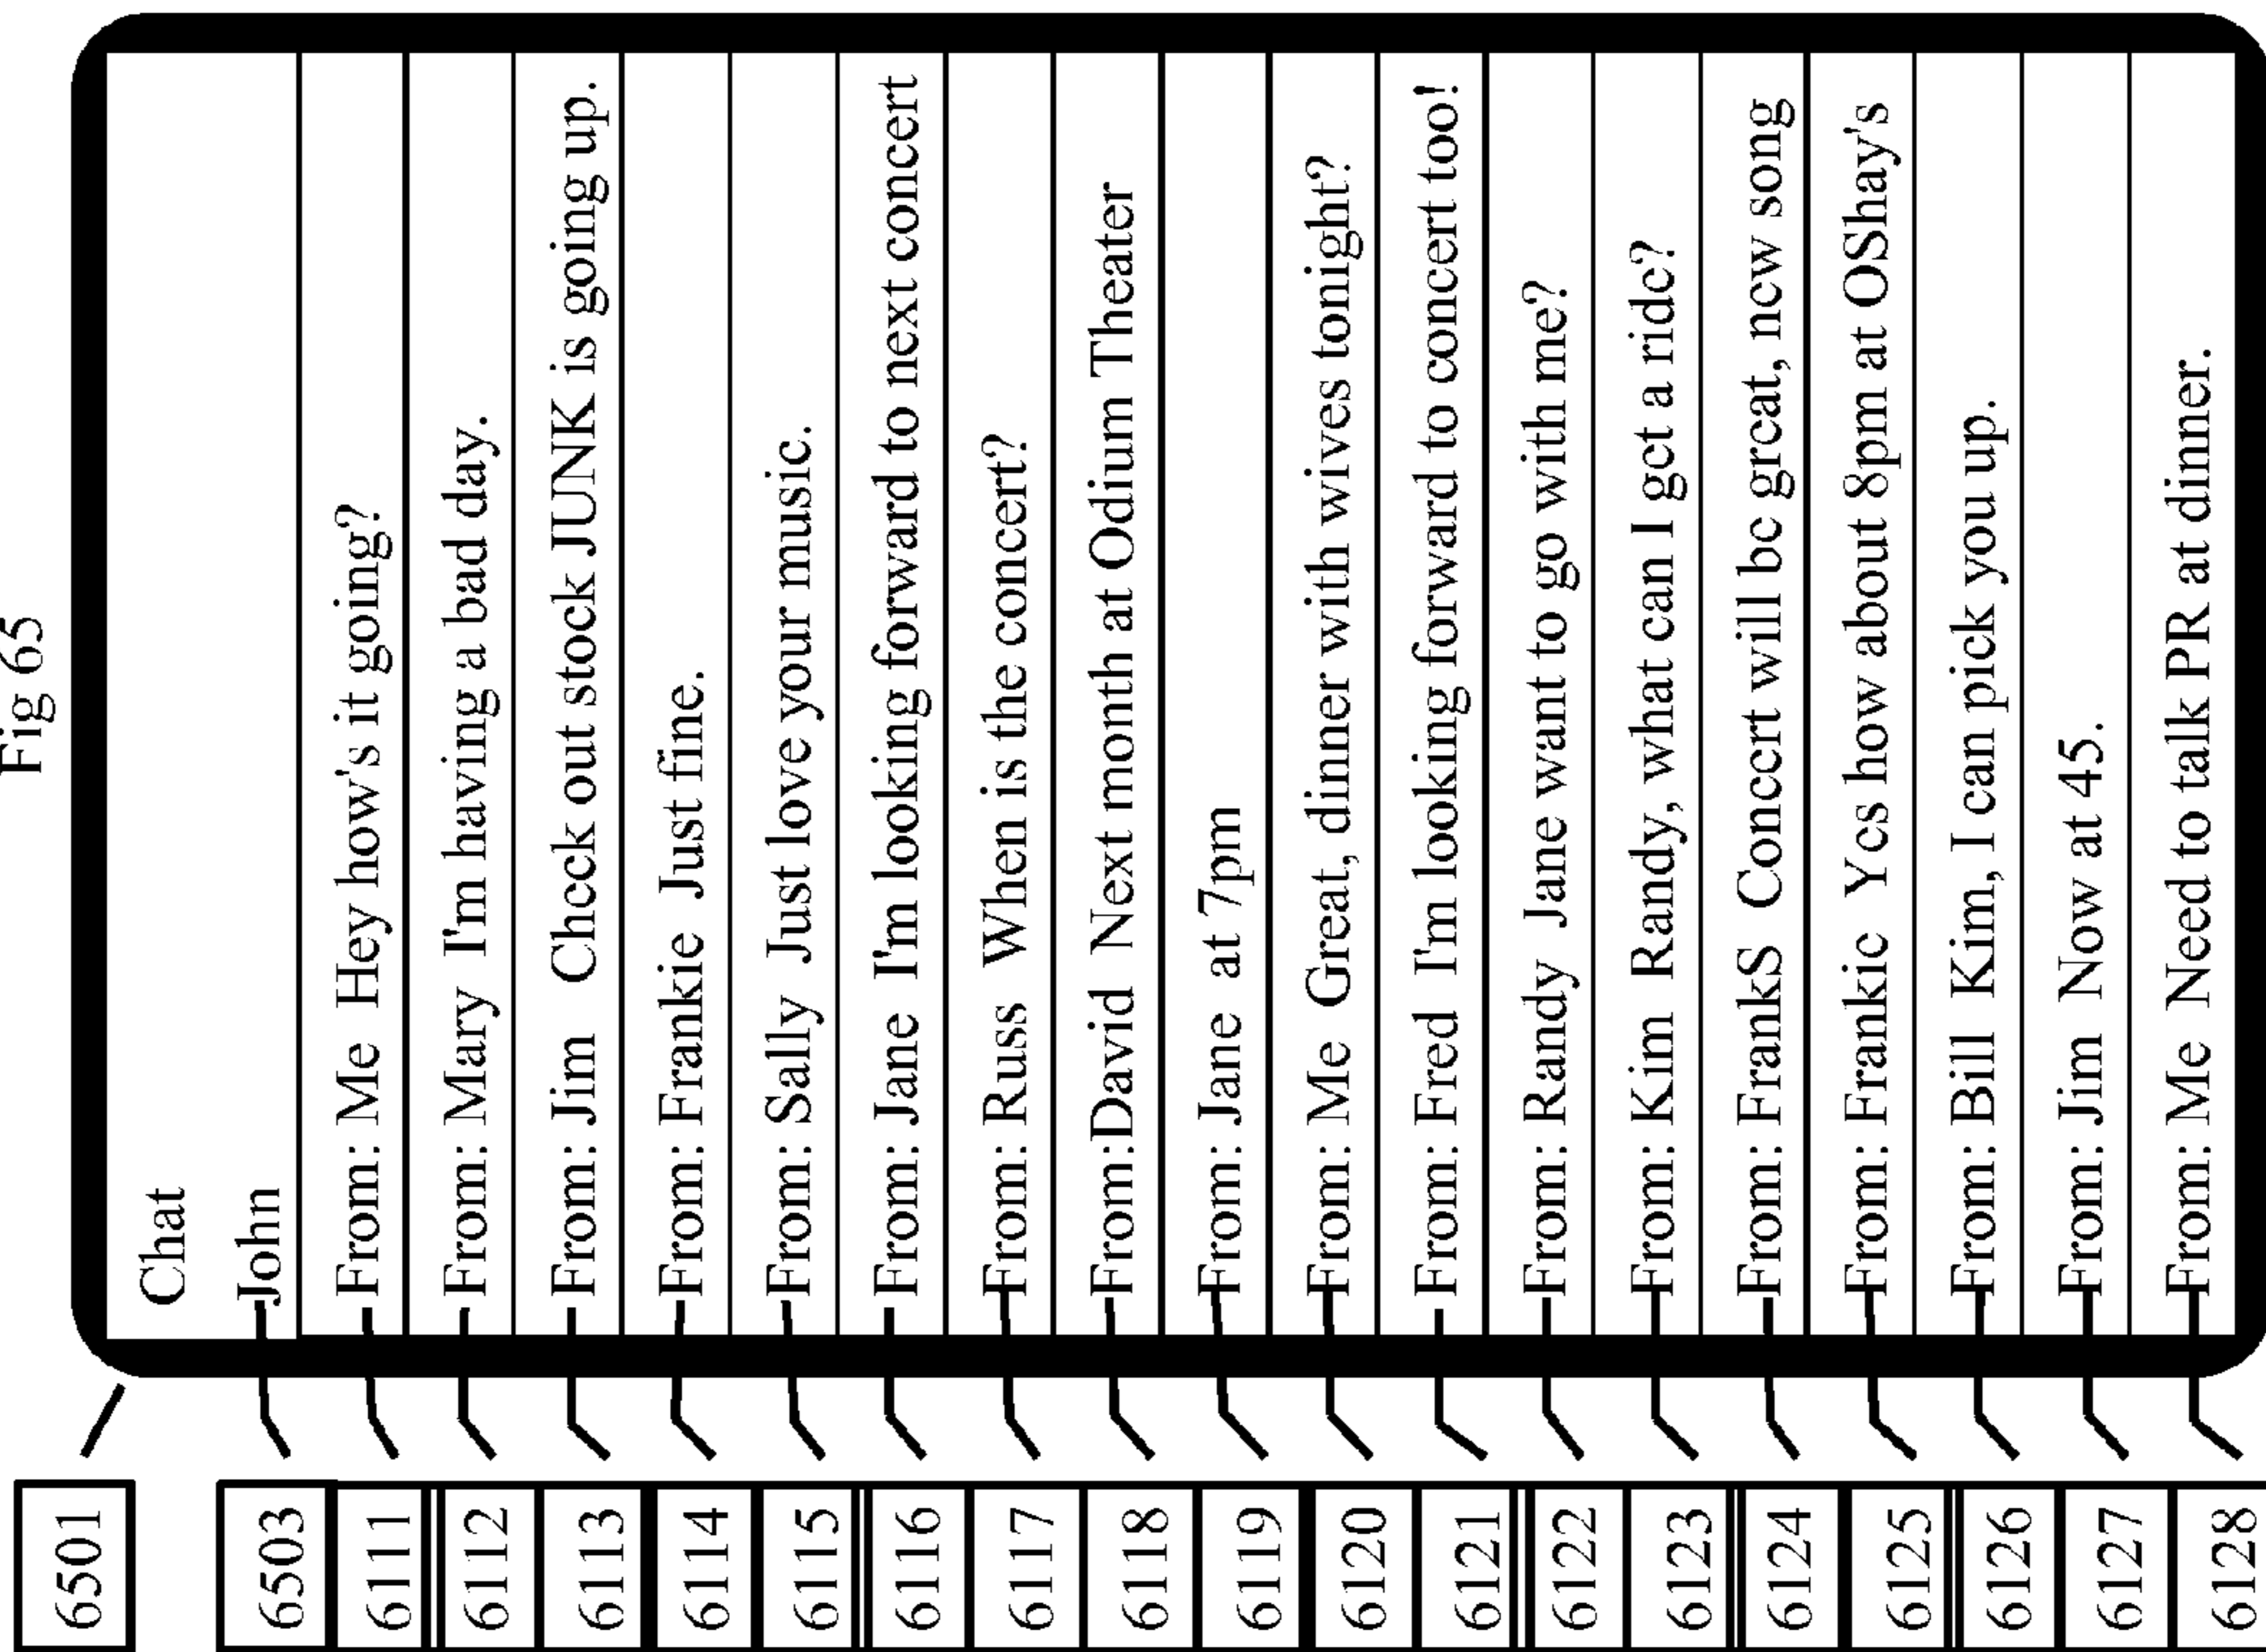 Fig 65
6501
Chat
6503 John
6111 From: Me Hey how's it going?
6112 From: Mary I'm having a bad day.
6113 From: Jim Check out stock JUNK is going up.
6114 From: Frankie Just fine.
6115 From: Sally Just love your music.
6116 From: Jane I'm looking forward to next concert
6117 From: Russ When is the concert?
6118 From:David Next month at Odium Theater
6119 From: Jane at 7pm
6120 From: Me Great, dinner with wives tonight?
6121 From: Fred I'm looking forward to concert too!
6122 From: Randy Jane want to go with me?
6123 From: Kim Randy, what can I get a ride?
6124 From: FrankS Concert will be great, new song
6125 From: Frankie Yes how about 8pm at OShay's
6126 From: Bill Kim, I can pick you up.
6127 From: Jim Now at 45.
6128 From: Me Need to talk PR at dinner.